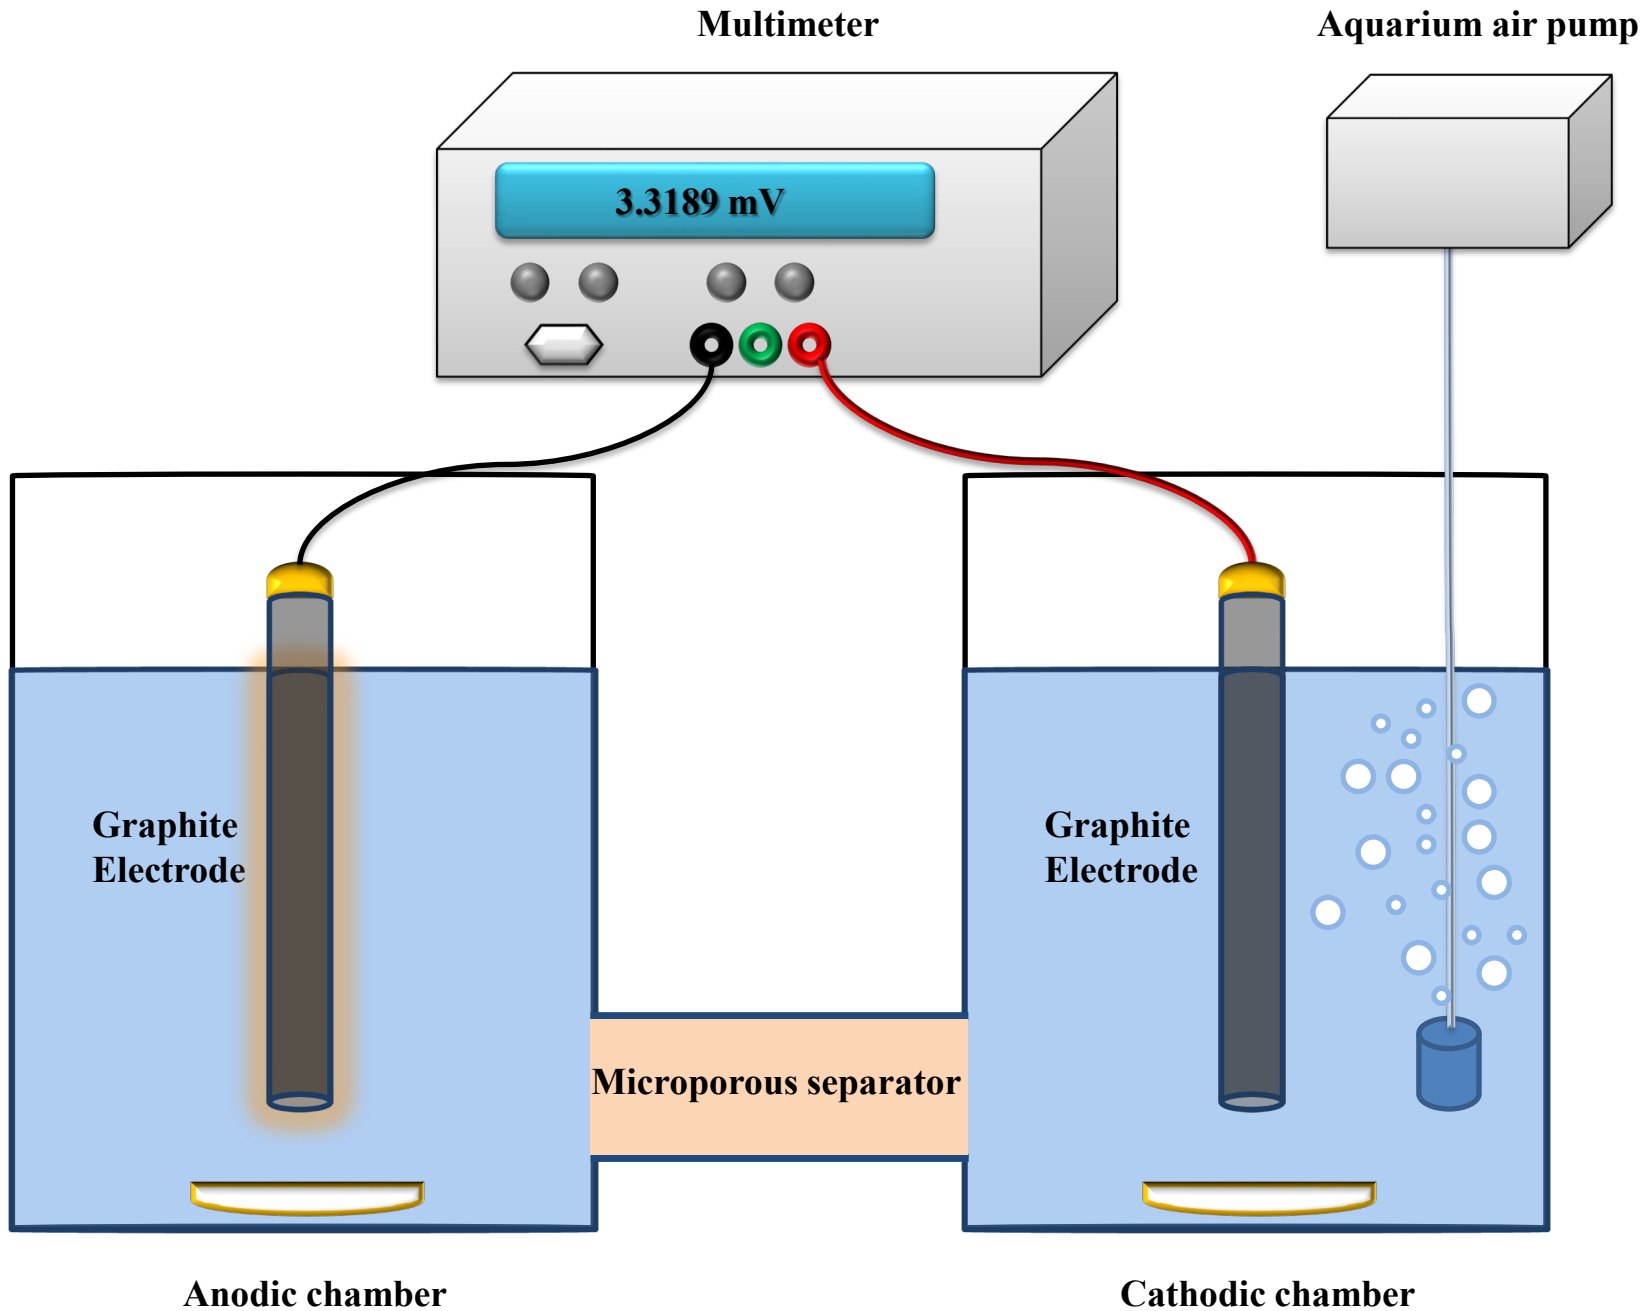 Multimeter
Aquarium air pump
3.3189 mV
Graphite
Electrode
Graphite
Electrode
Microporous separator
Anodic chamber
Cathodic chamber